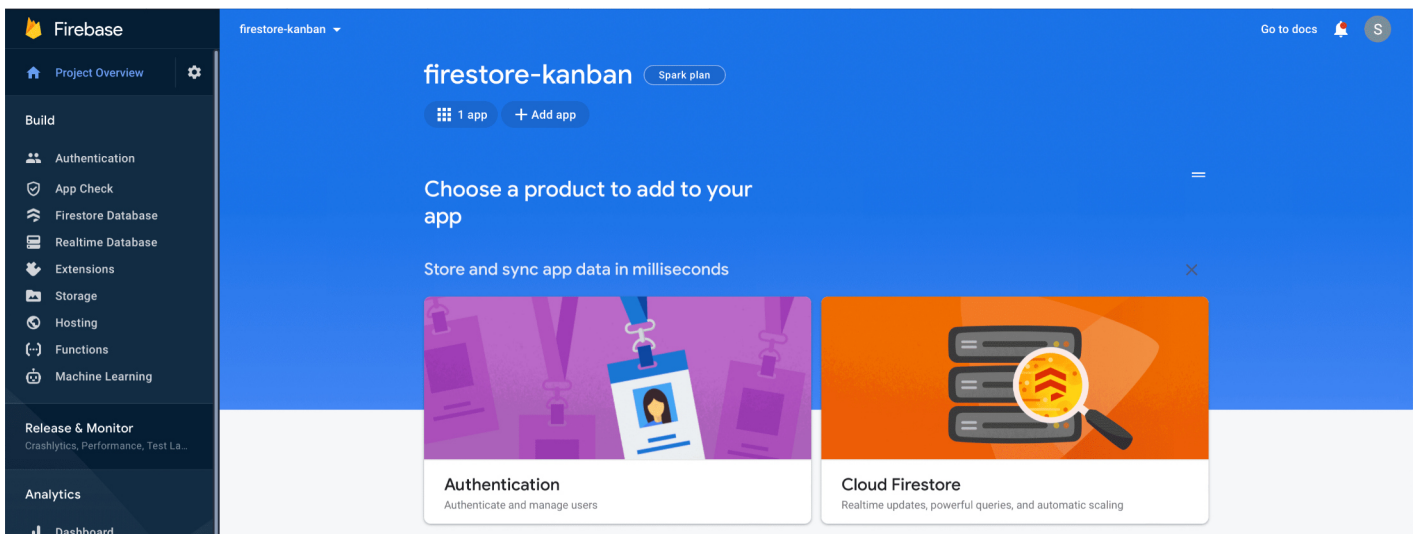 Firebase
firestore-kanban
Go to docs
S
Project Overview
firestore-kanban
Spark plan
1 app
Add app
Build
Authentication
App Check
Firestore Database
Realtime Database
Extensions
Storage
Hosting
Functions
Machine Learning
Release & Monitor
Crashlytics, Performance, Test La...
Analytics
Dashboard
Choose a product to add to your
app
Store and sync app data in milliseconds
Authentication
Authenticate and manage users
Cloud Firestore
Realtime updates, powerful queries, and automatic scaling